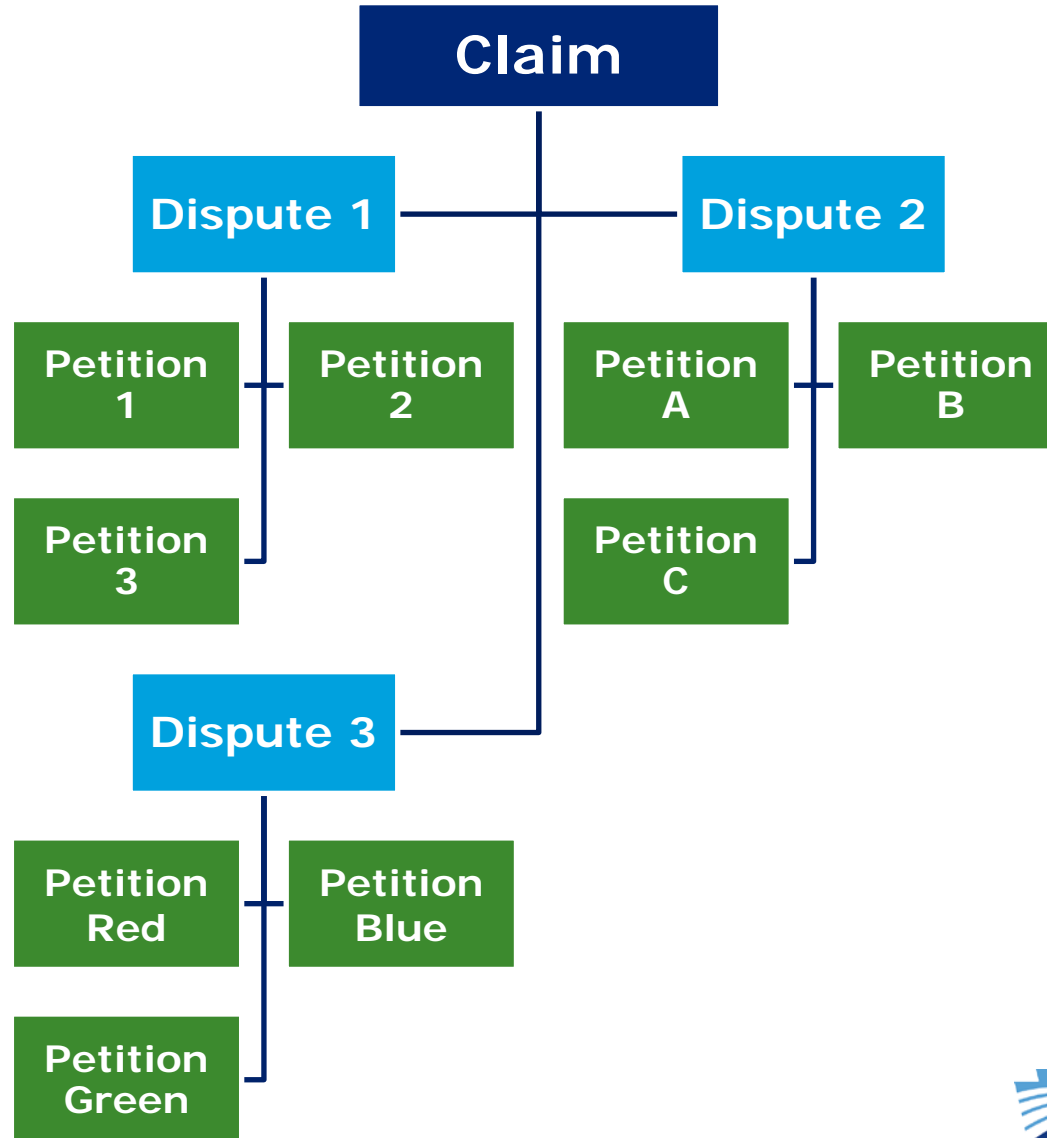 Claim
Dispute 1
Dispute 2
Petition
1
Petition
2
Petition
A
Petition
B
Petition
3
Petition
C
Dispute 3
Petition
Red
Petition
Blue
Petition
Green